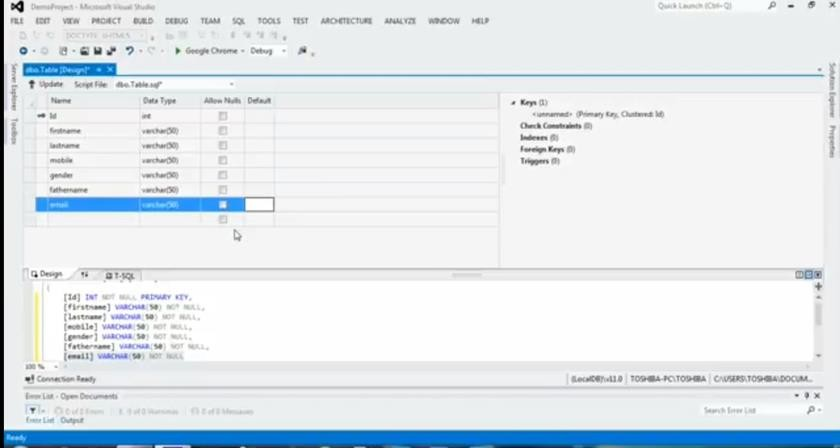 DemoProject - Microsoft Visual Studio
Quick Launch (Ctrl+Q)
FILE EDIT VIEW PROJECT BUILD DEBUG TEAM SQL TOOLS TEST ARCHITECTURE ANALYZE WINDOW HELP
DOCTYPE: XHTML5
Google Chrome Debug
Server Explorer
Toolbox
Solution Explorer
Properties
dbo.Table [Design]*
Update Script File: dbo.Table.sql*
Name Data Type Allow Nulls Default
Id int
firstname varchar(50)
lastname varchar(50)
mobile varchar(50)
gender varchar(50)
fathername varchar(50)
email varchar(50)
Keys (1)
<unnamed> (Primary Key, Clustered: Id)
Check Constraints (0)
Indexes (0)
Foreign Keys (0)
Triggers (0)
Design T-SQL
(
[Id] INT NOT NULL PRIMARY KEY,
[firstname] VARCHAR(50) NOT NULL,
[lastname] VARCHAR(50) NOT NULL,
[mobile] VARCHAR(50) NOT NULL,
[gender] VARCHAR(50) NOT NULL,
[fathername] VARCHAR(50) NOT NULL,
[email] VARCHAR(50) NOT NULL
100 %
Connection Ready
(LocalDB)\v11.0 TOSHIBA-PC\TOSHIBA C:\USERS\TOSHIBA\DOCUM...
Error List
Open Documents
0 of 0 Errors 0 of 0 Warnings 0 of 0 Messages
Search Error List
Error List Output
Ready